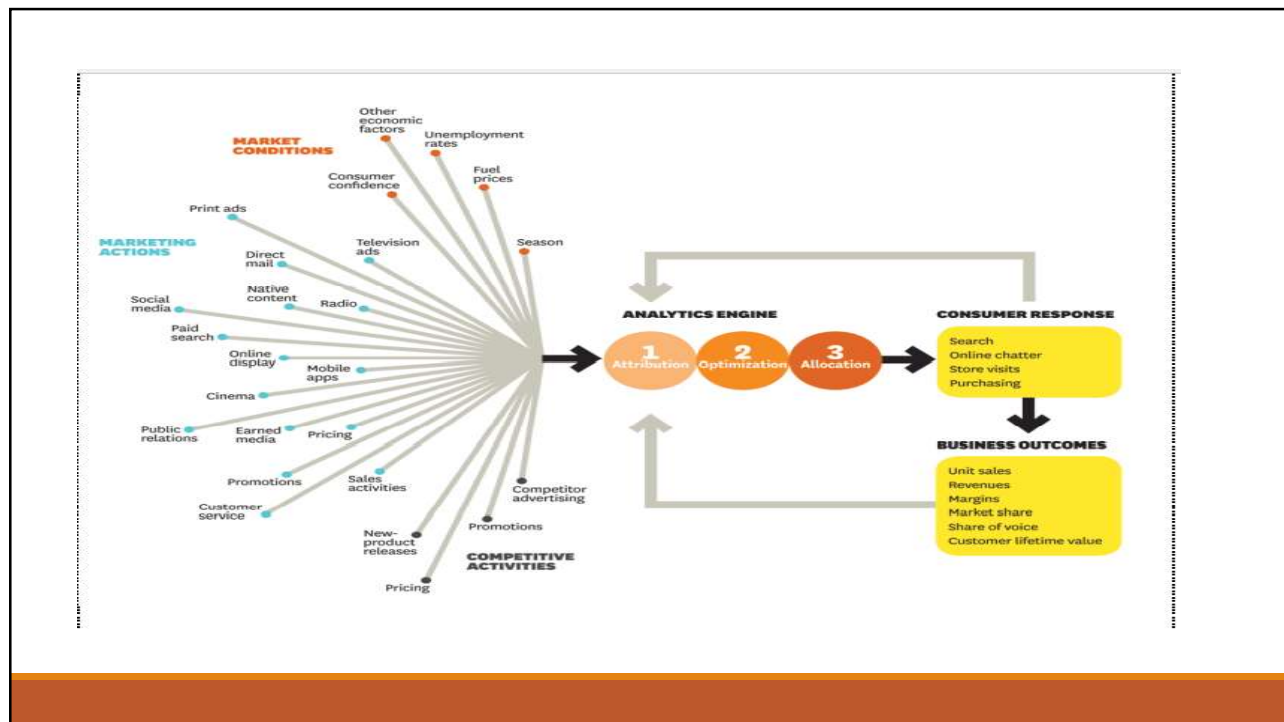 MARKET
CONDITIONS
Other
economic
factors
Unemployment
rates
Consumer
confidence
Fuel
prices
Season
MARKETING
ACTIONS
Print ads
Direct
mail
Television
ads
Social
media
Native
content
Radio
Paid
search
Online
display
Mobile
apps
Cinema
Public
relations
Earned
media
Pricing
Promotions
Sales
activities
Customer
service
Competitor
advertising
Promotions
New-
product
releases
Pricing
COMPETITIVE
ACTIVITIES
ANALYTICS ENGINE
1
Attribution
2
Optimization
3
Allocation
CONSUMER RESPONSE
Search
Online chatter
Store visits
Purchasing
BUSINESS OUTCOMES
Unit sales
Revenues
Margins
Market share
Share of voice
Customer lifetime value